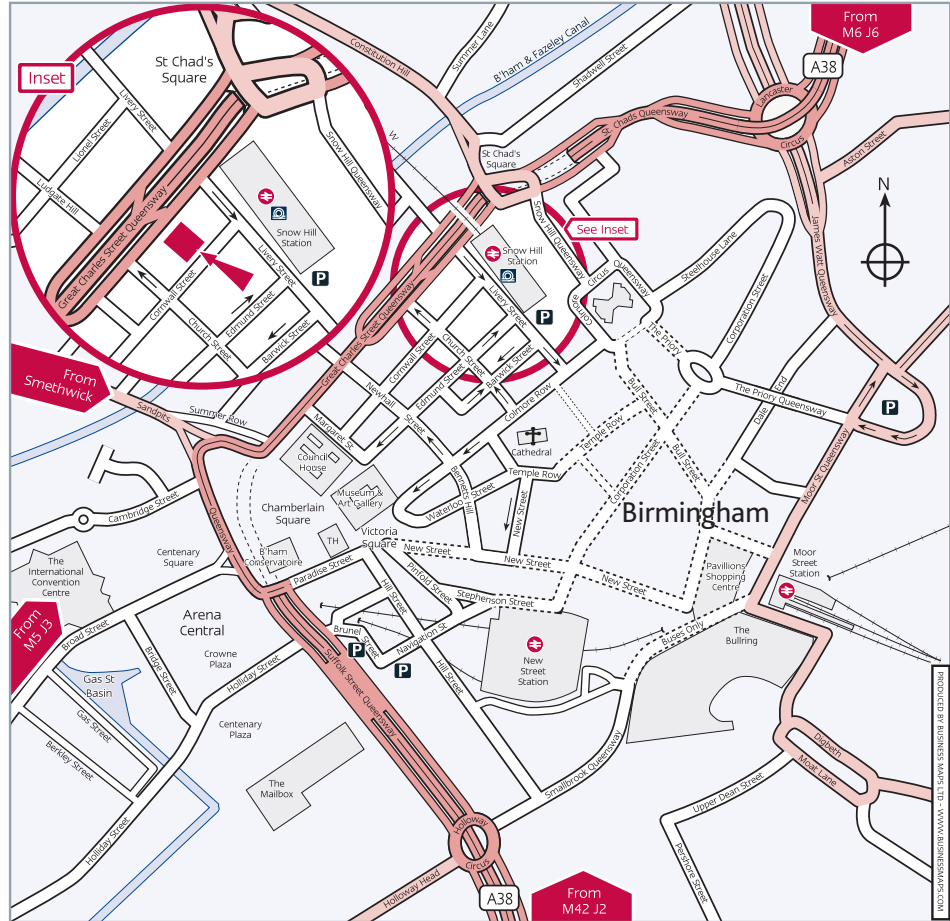 From
M6 J6
A38
Inset
St Chad's
Square
Constitution Hill
Summer Lane
B'ham & Fazeley Canal
Shadwell Street
Livery Street
Lionel Street
Ludgate Hill
Great Charles Street Queensway
Snow Hill Queensway
Snow Hill
Station
P
Cornwall Street
Church Street
Edmund Street
Livery Street
Barwick Street
W
St Chad's
Square
St. Chads Queensway
Lancaster
Circus
Aston Street
N
See Inset
Snow Hill Queensway
Snow Hill
Station
Livery Street
P
Colmore
Circus
Queensway
Steelhouse Lane
Corporation Street
James Watt Queensway
Great Charles Street Queensway
Cornwall Street
Church Street
Edmund Street
Barwick Street
Colmore Row
The Priory
The Priory Queensway
Dale
End
P
Moor St Queensway
From
Smethwick
Sandpits
Summer Row
Newhall
Street
Margaret St
Council
House
Museum &
Art Gallery
Cathedral
Temple Row
Temple Row
Bull Street
Bull Street
Corporation Street
Bennetts Hill
Waterloo Street
New Street
Birmingham
Cambridge Street
Queensway
Chamberlain
Square
TH
Victoria
Square
B'ham
Conservatoire
Paradise Street
New Street
New Street
New Street
Pinfold Street
Stephenson Street
Hill Street
Pavillions
Shopping
Centre
Moor
Street
Station
The
International
Convention
Centre
Centenary
Square
From
M5 J3
Broad Street
Arena
Central
Crowne
Plaza
Bridge Street
Holliday Street
Brunel
Street
P
P
Navigation St
Hill Street
New
Street
Station
Buses Only
The
Bullring
Gas St
Basin
Gas Street
Berkley Street
Centenary
Plaza
Suffolk Street Queensway
The
Mailbox
Smallbrook Queensway
Digbeth
Moat Lane
Upper Dean Street
Pershore Street
Holliday Street
Holloway
Circus
Holloway Head
A38
From
M42 J2
PRODUCED BY BUSINESS MAPS LTD - WWW.BUSINESSMAPS.COM